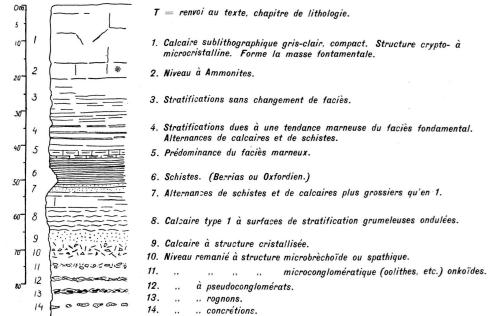 0m
5
10
20
30
40
50
60
80
1
2
3
4
5
6
7
8
9
10
11
12
13
14
T = renvoi au texte, chapitre de lithologie.
1. Calcaire sublithographique gris-clair, compact. Structure crypto- à
microcristalline. Forme la masse fontamentale.
2. Niveau à Ammonites.
3. Stratifications sans changement de faciès.
4. Stratifications dues à une tendance marneuse du faciès fondamental.
Alternances de calcaires et de schistes.
5. Prédominance du faciès marneux.
6. Schistes. (Berrias ou Oxfordien.)
7. Alternances de schistes et de calcaires plus grossiers qu'en 1.
8. Calcaire type 1 à surfaces de stratification grumeleuses ondulées.
9. Calcaire à structure cristallisée.
10. Niveau remanié à structure microbrèchoïde ou spathique.
11. ,, ,, ,, ,, microconglomératique (oolithes, etc.) onkoïdes.
12. ,, à pseudoconglomérats.
13. ,, ,, rognons.
14. ,, ,, concrétions.